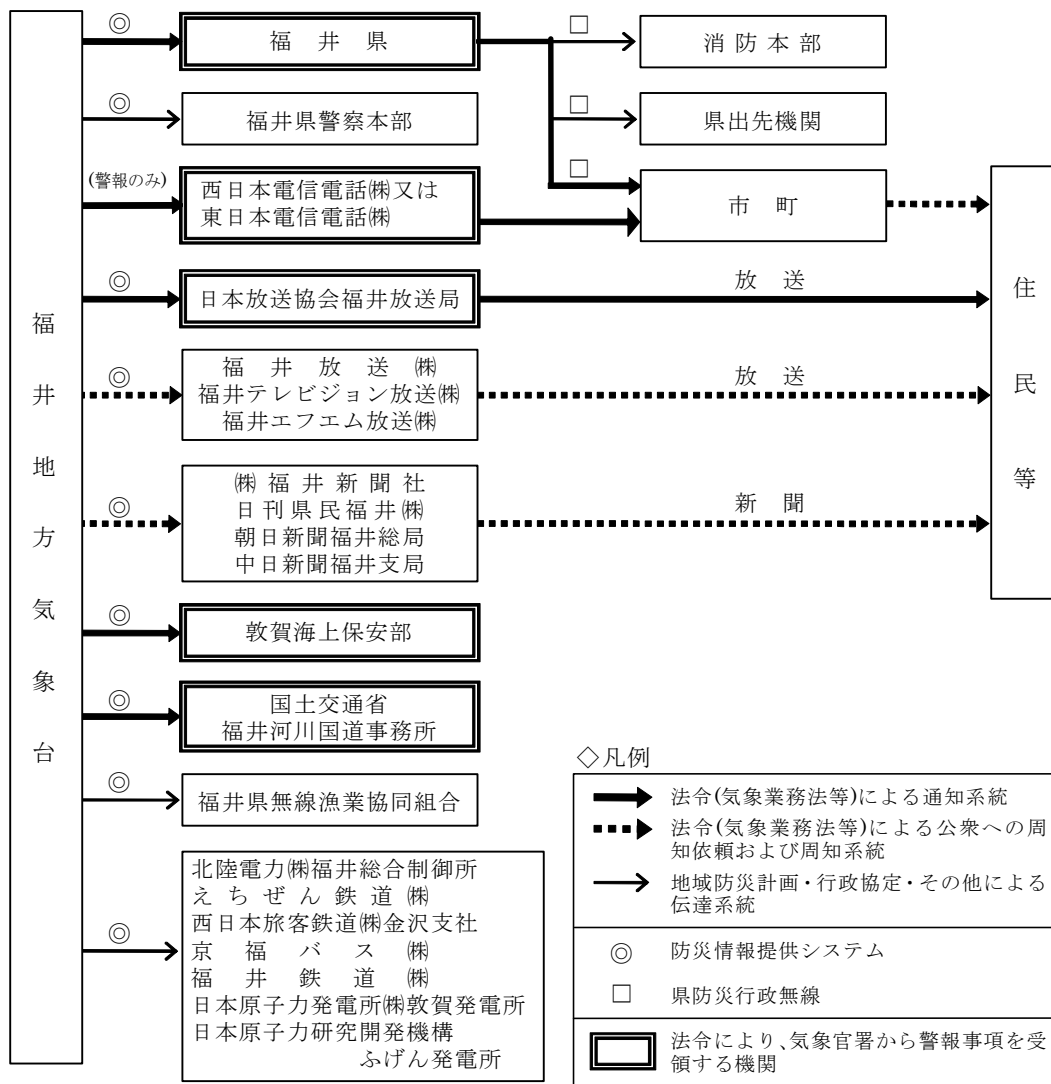 福井地方気象台
◎
福井県
□
消防本部
◎
福井県警察本部
□
県出先機関
(警報のみ)
西日本電信電話㈱又は
東日本電信電話㈱
□
市町
◎
日本放送協会福井放送局
放送
◎
福井放送㈱
福井テレビジョン放送㈱
福井エフエム放送㈱
放送
◎
㈱福井新聞社
日刊県民福井㈱
朝日新聞福井総局
中日新聞福井支局
新聞
住民等
◎
敦賀海上保安部
◎
国土交通省
福井河川国道事務所
◎
福井県無線漁業協同組合
◎
北陸電力㈱福井総合制御所
えちぜん鉄道㈱
西日本旅客鉄道㈱金沢支社
京福バス㈱
福井鉄道㈱
日本原子力発電所㈱敦賀発電所
日本原子力研究開発機構
ふげん発電所
◇凡例
法令(気象業務法等)による通知系統
法令(気象業務法等)による公衆への周
知依頼および周知系統
地域防災計画・行政協定・その他による
伝達系統
◎ 防災情報提供システム
□ 県防災行政無線
法令により、気象官署から警報事項を受
領する機関